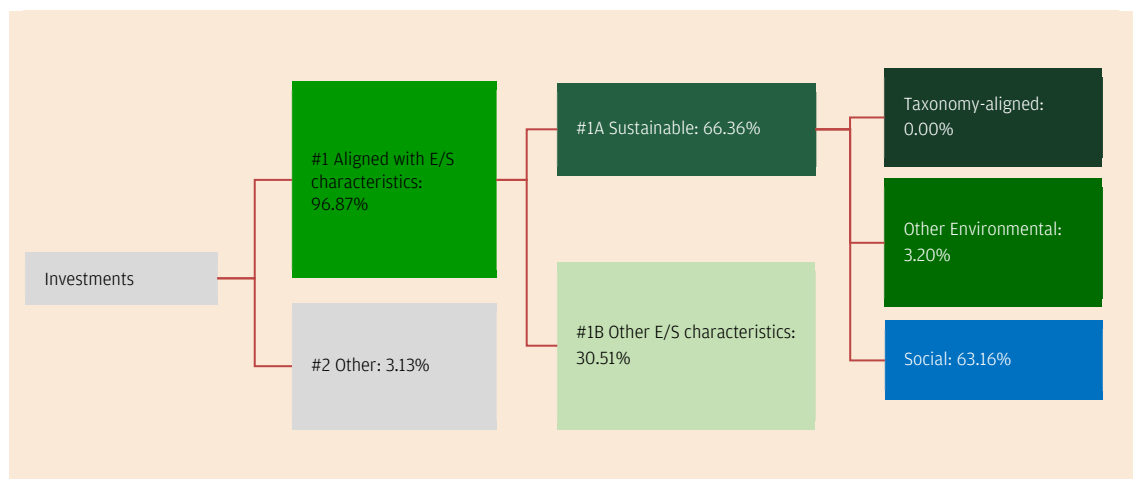 Investments
#1 Aligned with E/S
characteristics:
96.87%
#2 Other: 3.13%
#1A Sustainable: 66.36%
#1B Other E/S characteristics:
30.51%
Taxonomy-aligned:
0.00%
Other Environmental:
3.20%
Social: 63.16%